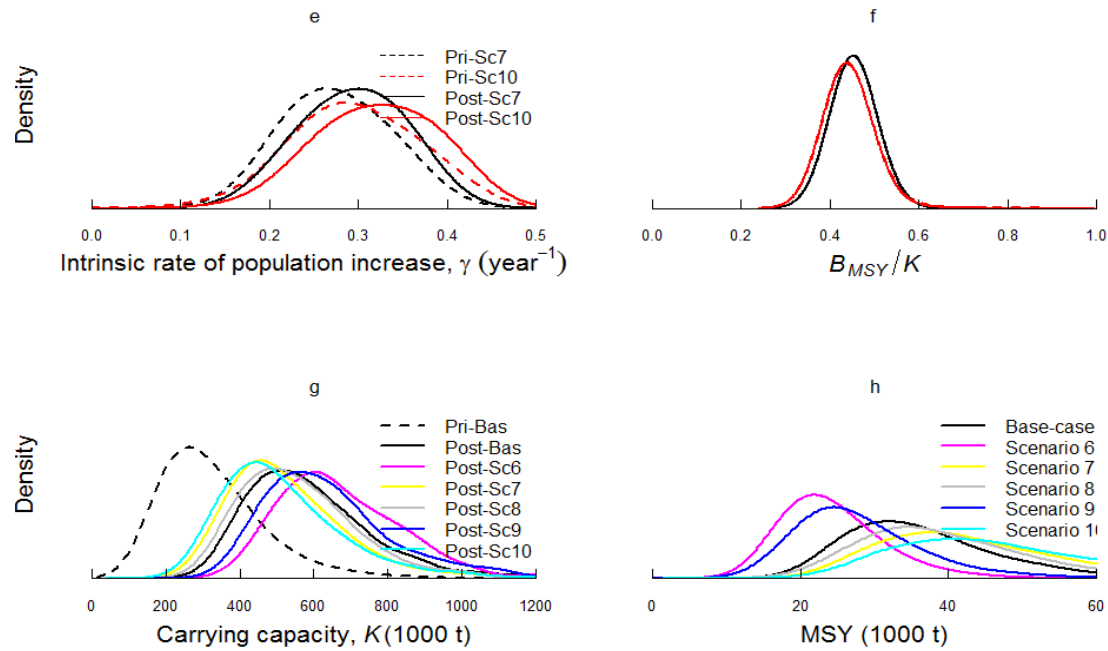 e
Density
Pri-Sc7
Pri-Sc10
Post-Sc7
Post-Sc10
0.0 0.1 0.2 0.3 0.4 0.5
Intrinsic rate of population increase, γ (year⁻¹)
f
0.0 0.2 0.4 0.6 0.8 1.0
B_MSY/K
g
Density
Pri-Bas
Post-Bas
Post-Sc6
Post-Sc7
Post-Sc8
Post-Sc9
Post-Sc10
0 200 400 600 800 1000 1200
Carrying capacity, K (1000 t)
h
Base-case
Scenario 6
Scenario 7
Scenario 8
Scenario 9
Scenario 10
0 20 40 60
MSY (1000 t)